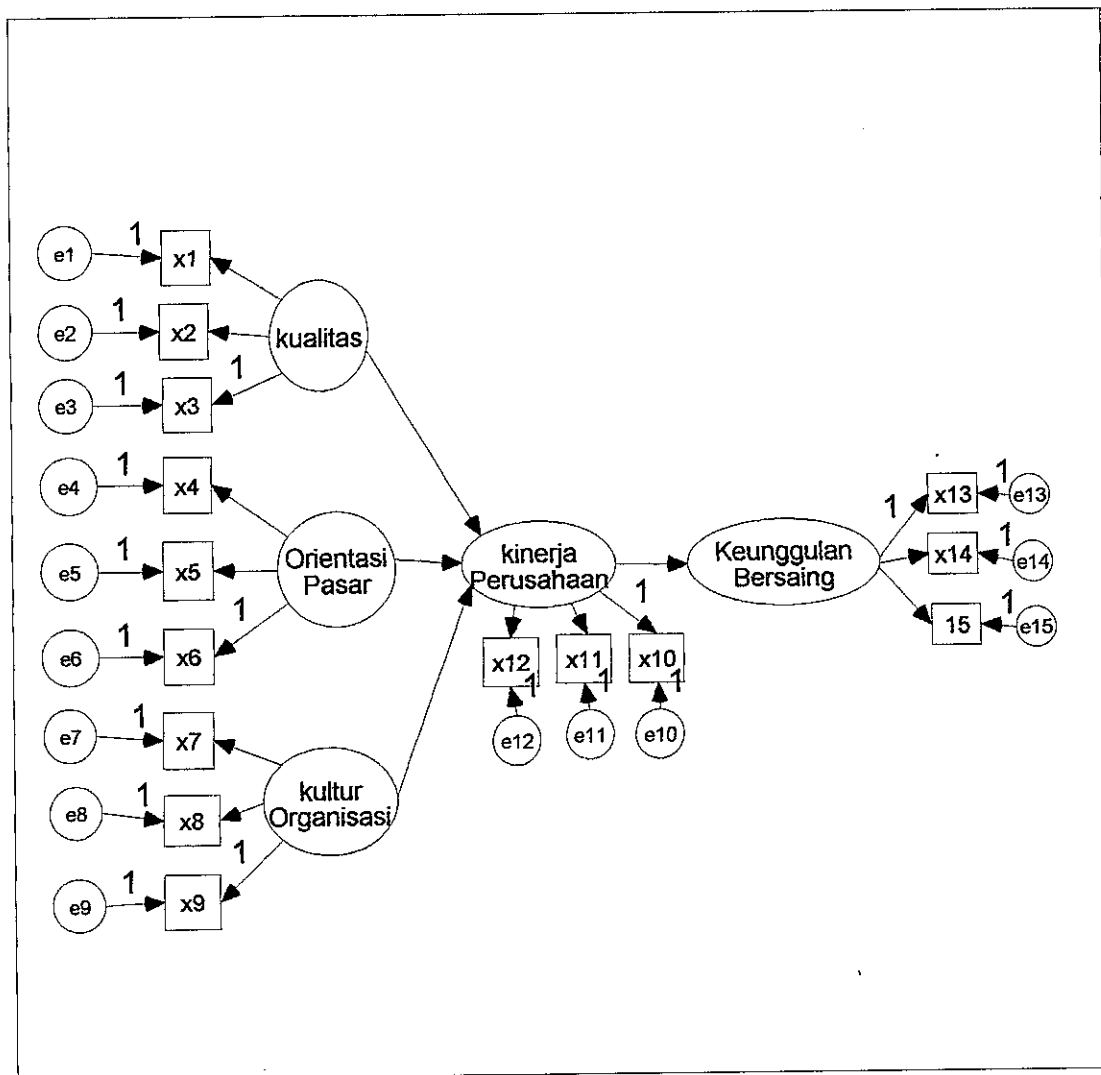 e1 1 x1
e2 1 x2
kualitas
e3 1 x3 1
e4 1 x4
e5 1 x5
Orientasi
Pasar
e6 1 x6 1
e7 1 x7
e8 1 x8
kultur
Organisasi
e9 1 x9 1
kinerja
Perusahaan
x12 x11 x10 1
1 1 1
e12 e11 e10
Keunggulan
Bersaing
1 x13 1 e13
x14 1 e14
15 1 e15